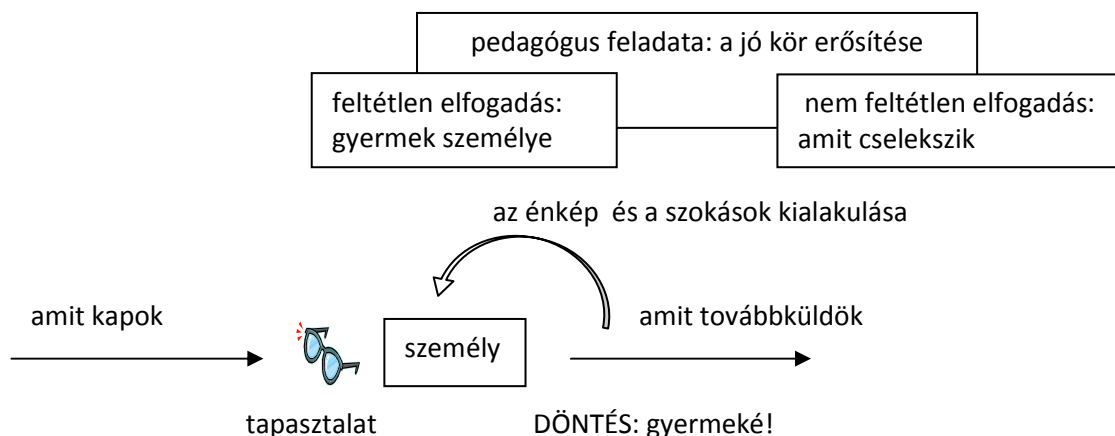 pedagógus feladata: a jó kör erősítése
feltétlen elfogadás:
gyermek személye
nem feltétlen elfogadás:
amit cselekszik
az énkép és a szokások kialakulása
amit kapok
személy
amit továbbküldök
tapasztalat
DÖNTÉS: gyermeké!